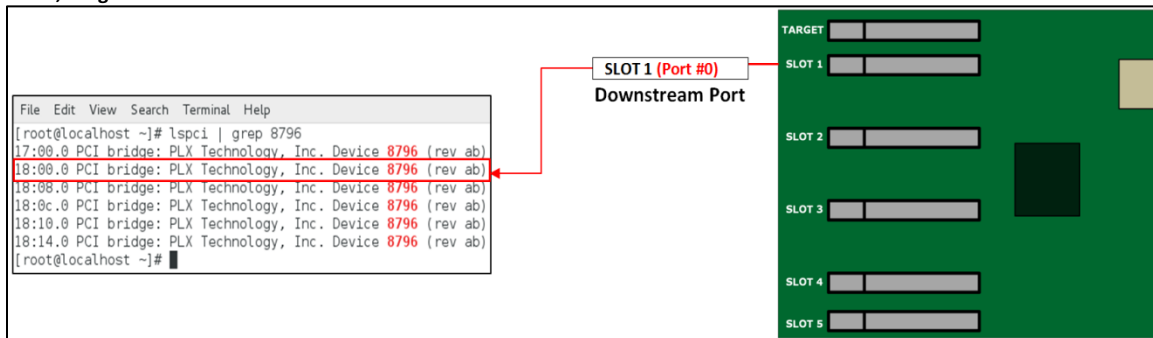 File Edit View Search Terminal Help
[root@localhost ~]# lspci | grep 8796
17:00.0 PCI bridge: PLX Technology, Inc. Device 8796 (rev ab)
18:00.0 PCI bridge: PLX Technology, Inc. Device 8796 (rev ab)
18:08.0 PCI bridge: PLX Technology, Inc. Device 8796 (rev ab)
18:0c.0 PCI bridge: PLX Technology, Inc. Device 8796 (rev ab)
18:10.0 PCI bridge: PLX Technology, Inc. Device 8796 (rev ab)
18:14.0 PCI bridge: PLX Technology, Inc. Device 8796 (rev ab)
[root@localhost ~]#
SLOT 1 (Port #0)
Downstream Port
TARGET
SLOT 1
SLOT 2
SLOT 3
SLOT 4
SLOT 5